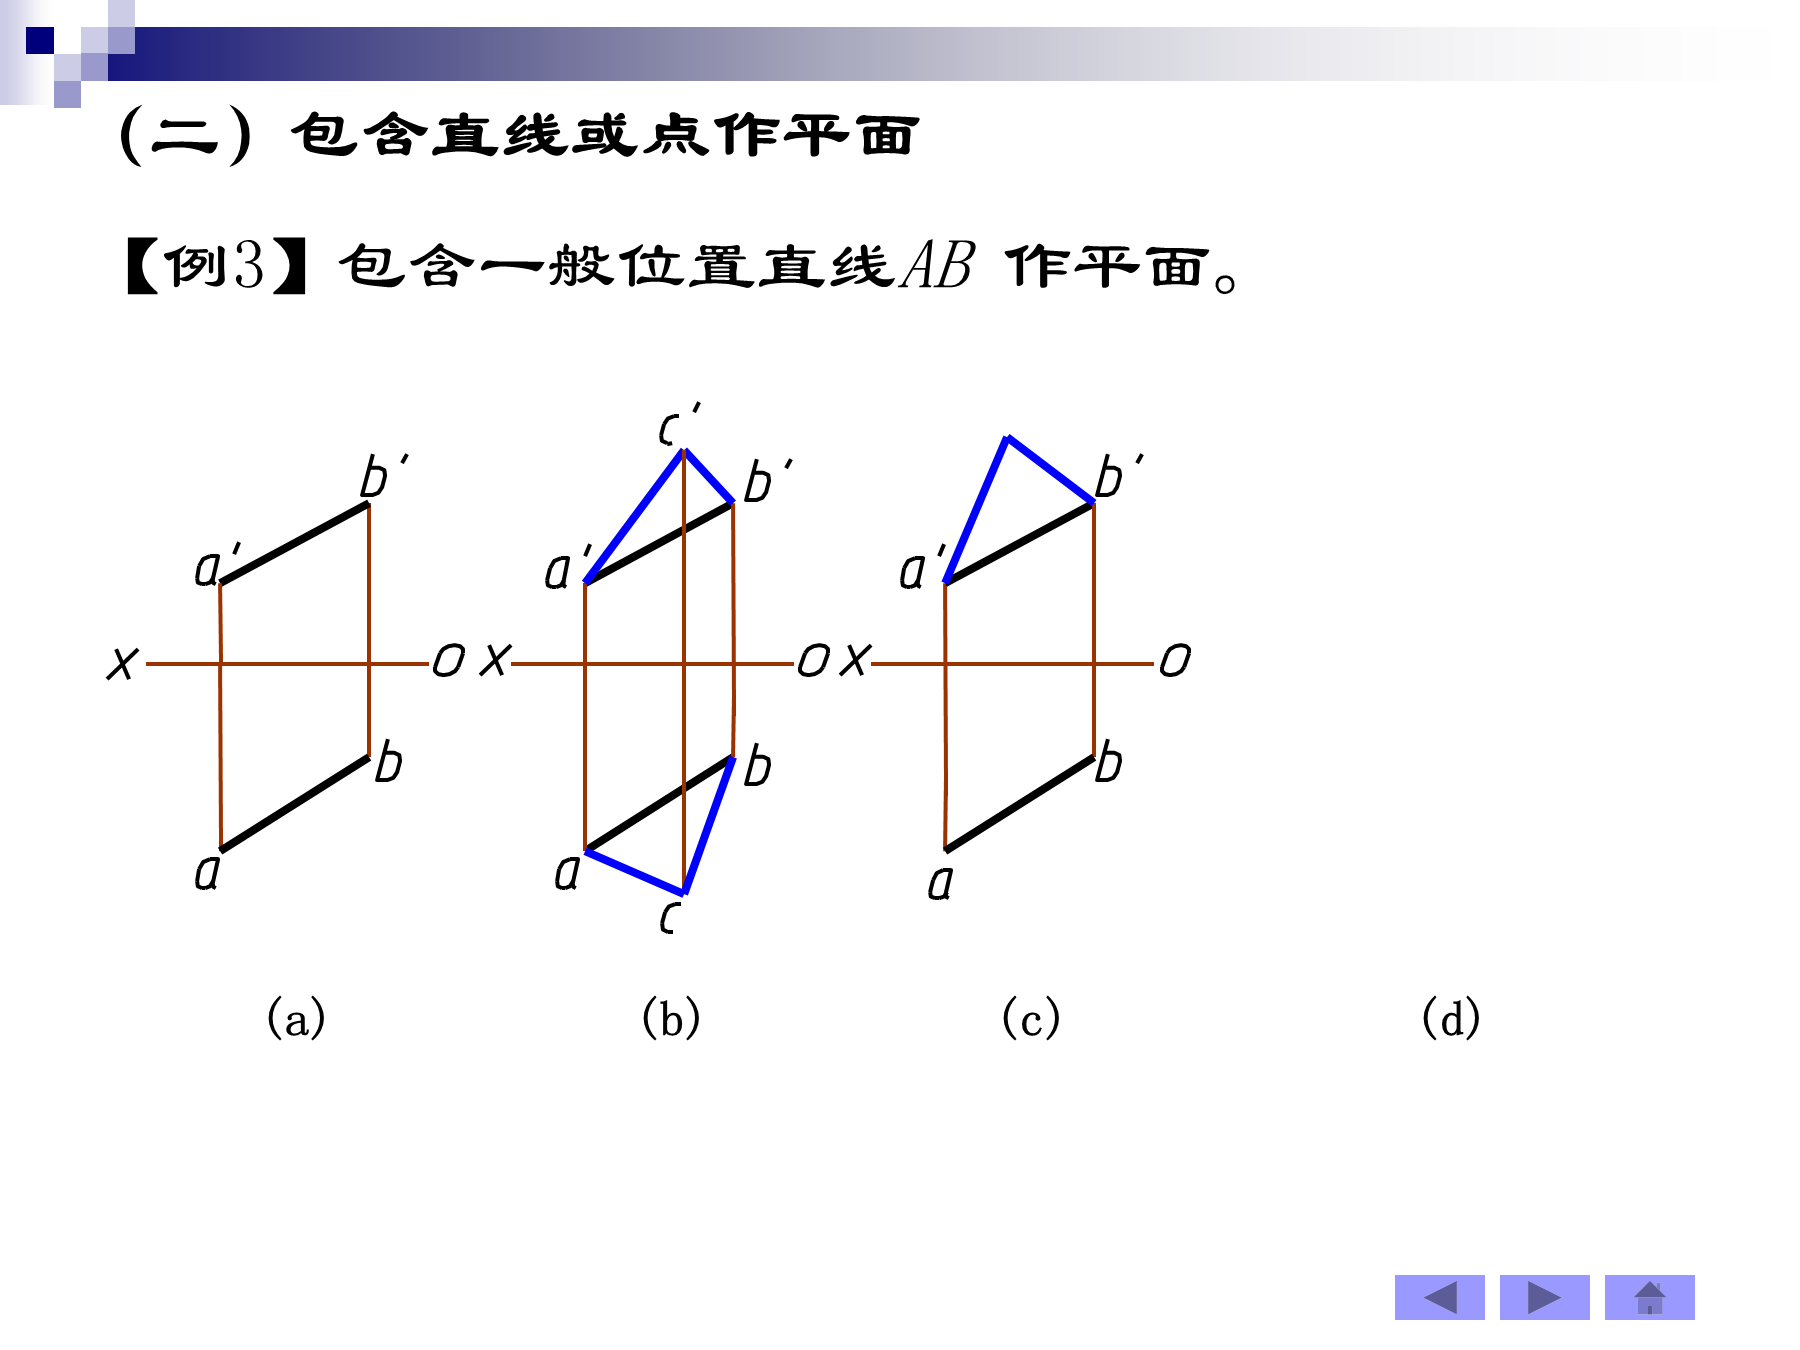 (二) 包含直线或点作平面
【例3】包含一般位置直线AB 作平面。
c′
b′ b′ b′
a′ a′ a′
X O X O X O
b b b
a a a
c
(a) (b) (c) (d)